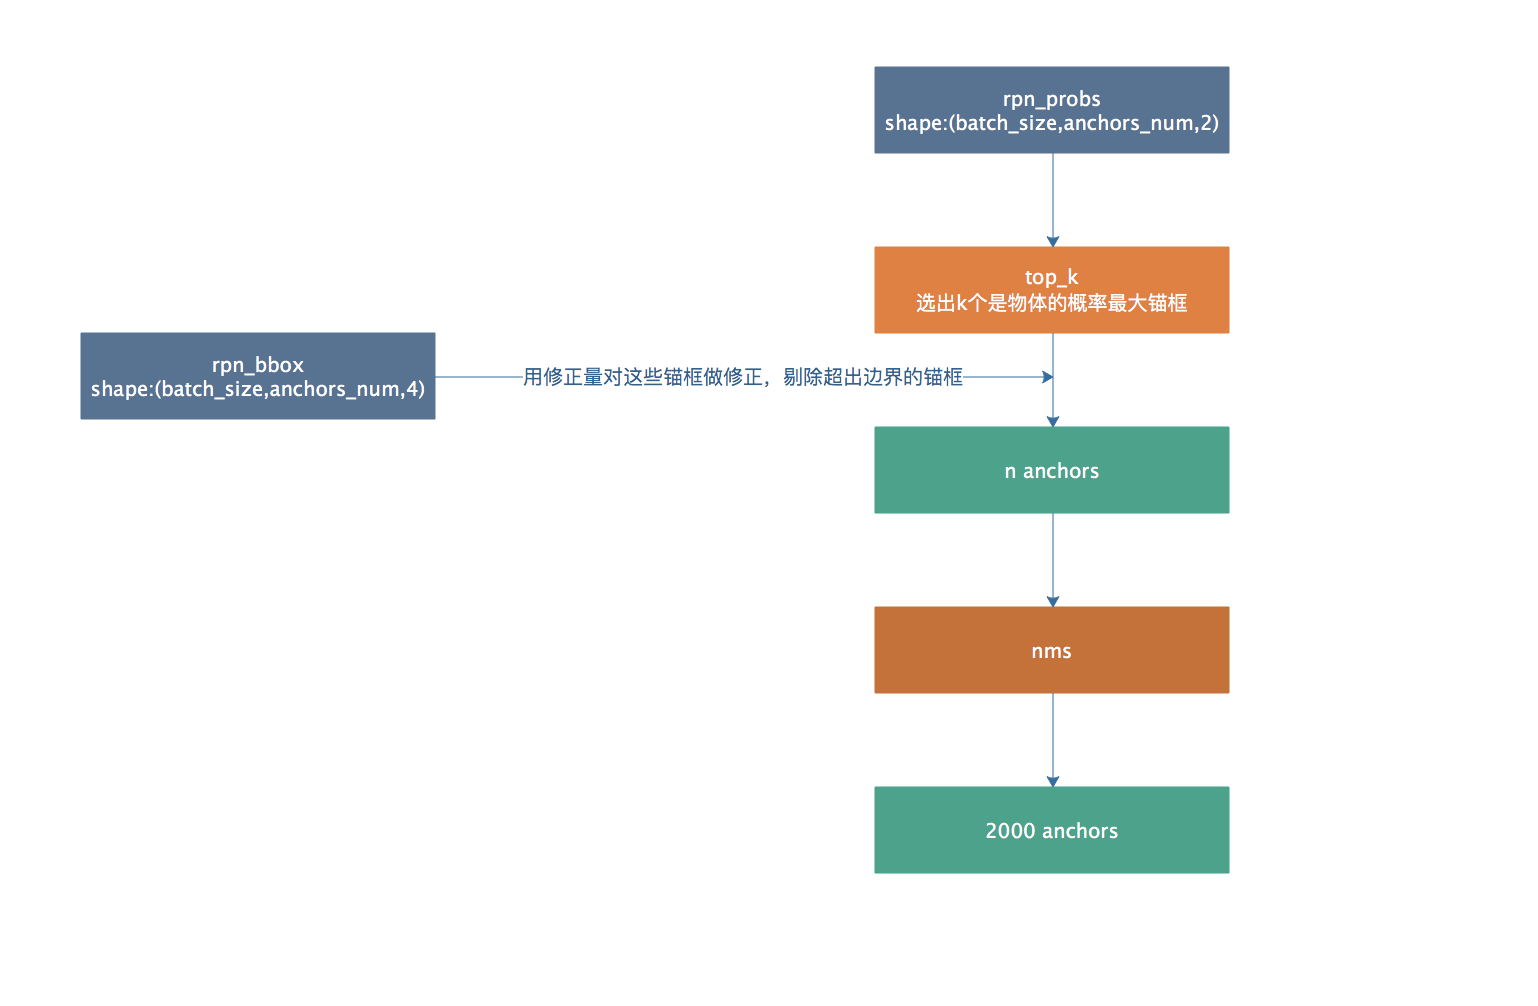 rpn_probs
shape:(batch_size,anchors_num,2)
top_k
选出k个是物体的概率最大锚框
rpn_bbox
shape:(batch_size,anchors_num,4)
用修正量对这些锚框做修正，剔除超出边界的锚框
n anchors
nms
2000 anchors